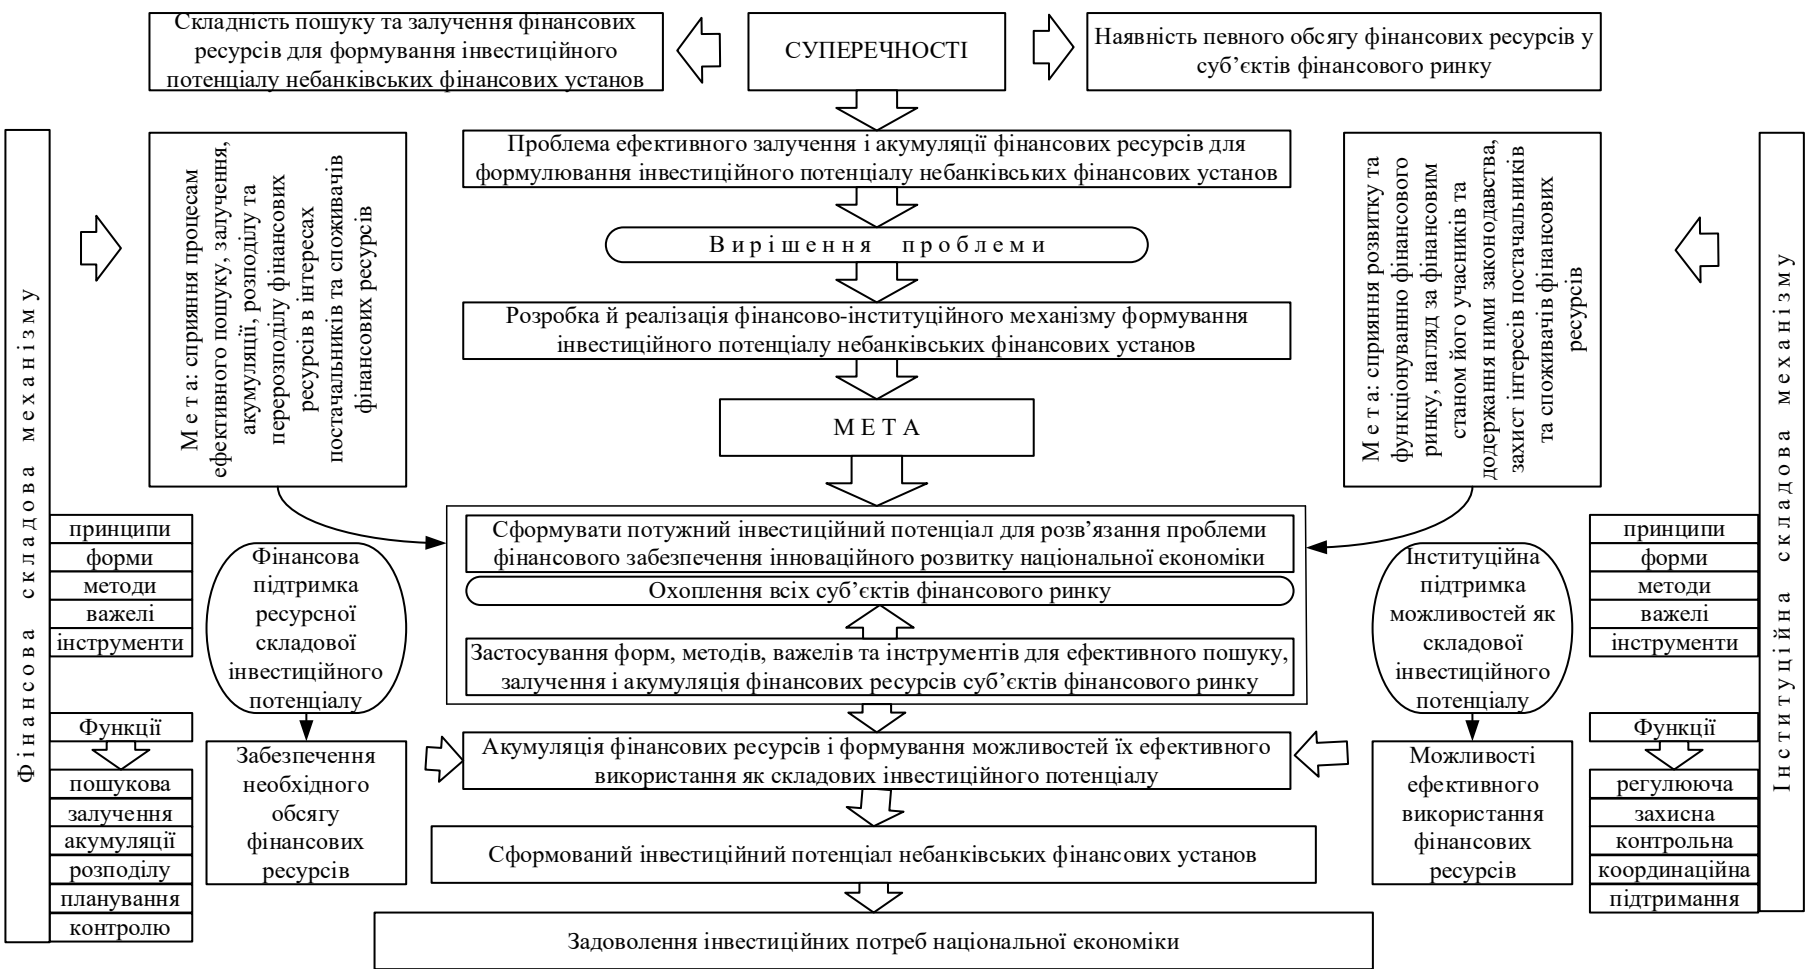 Складність пошуку та залучення фінансових
ресурсів для формування інвестиційного
потенціалу небанківських фінансових установ
СУПЕРЕЧНОСТІ
Наявність певного обсягу фінансових ресурсів у
суб’єктів фінансового ринку
Проблема ефективного залучення і акумуляції фінансових ресурсів для
формулювання інвестиційного потенціалу небанківських фінансових установ
Вирішення проблеми
Розробка й реалізація фінансово-інституційного механізму формування
інвестиційного потенціалу небанківських фінансових установ
МЕТА
Фінансова складова механізму
Мета: сприяння процесам
ефективного пошуку, залучення,
акумуляції, розподілу та
перерозподілу фінансових
ресурсів в інтересах
постачальників та споживачів
фінансових ресурсів
Мета: сприяння розвитку та
функціонуванню фінансового
ринку, нагляд за фінансовим
станом його учасників та
додержання ними законодавства,
захист інтересів постачальників
та споживачів фінансових
ресурсів
Інституційна складова механізму
принципи
форми
методи
важелі
інструменти
Фінансова
підтримка
ресурсної
складової
інвестиційного
потенціалу
Сформувати потужний інвестиційний потенціал для розв’язання проблеми
фінансового забезпечення інноваційного розвитку національної економіки
Охоплення всіх суб’єктів фінансового ринку
Застосування форм, методів, важелів та інструментів для ефективного пошуку,
залучення і акумуляція фінансових ресурсів суб’єктів фінансового ринку
Інституційна
підтримка
можливостей як
складової
інвестиційного
потенціалу
принципи
форми
методи
важелі
інструменти
Функції
пошукова
залучення
акумуляції
розподілу
планування
контролю
Забезпечення
необхідного
обсягу
фінансових
ресурсів
Акумуляція фінансових ресурсів і формування можливостей їх ефективного
використання як складових інвестиційного потенціалу
Сформований інвестиційний потенціал небанківських фінансових установ
Задоволення інвестиційних потреб національної економіки
Можливості
ефективного
використання
фінансових
ресурсів
Функції
регулююча
захисна
контрольна
координаційна
підтримання